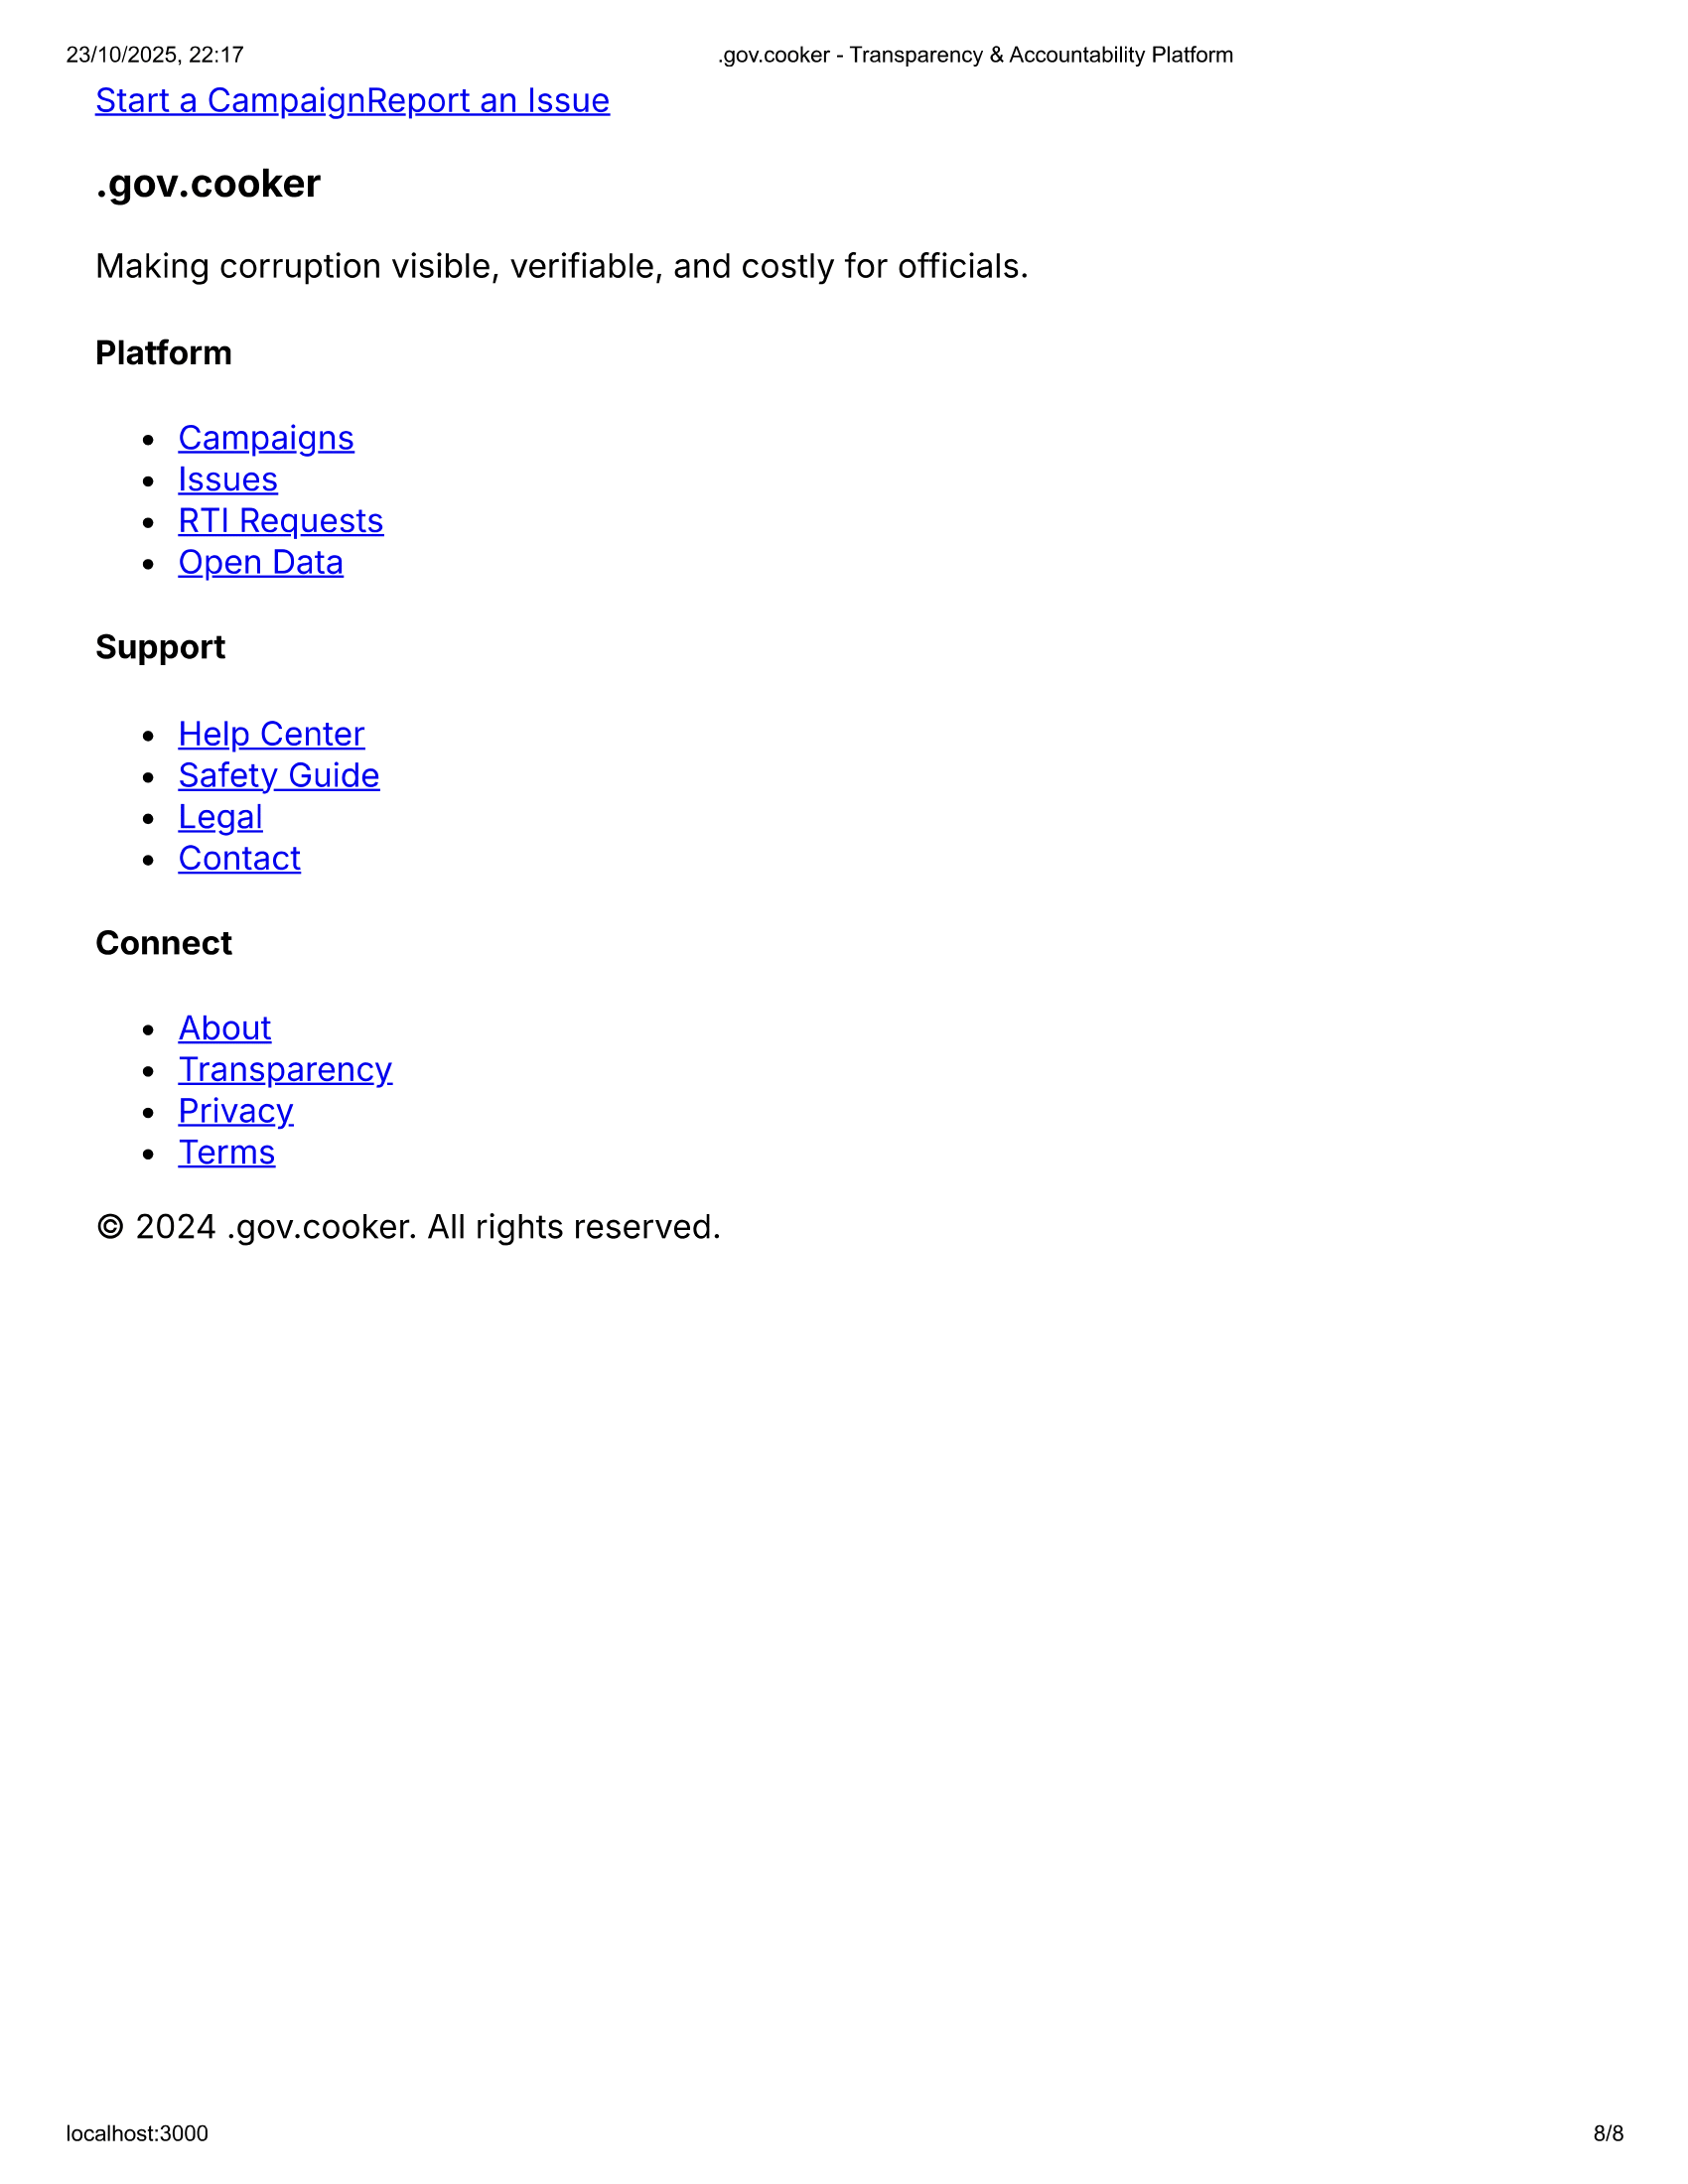 23/10/2025, 22:17 .gov.cooker - Transparency & Accountability Platform
Start a CampaignReport an Issue
.gov.cooker
Making corruption visible, verifiable, and costly for officials.
Platform
Campaigns
Issues
RTI Requests
Open Data
Support
Help Center
Safety Guide
Legal
Contact
Connect
About
Transparency
Privacy
Terms
© 2024 .gov.cooker. All rights reserved.
localhost:3000 8/8